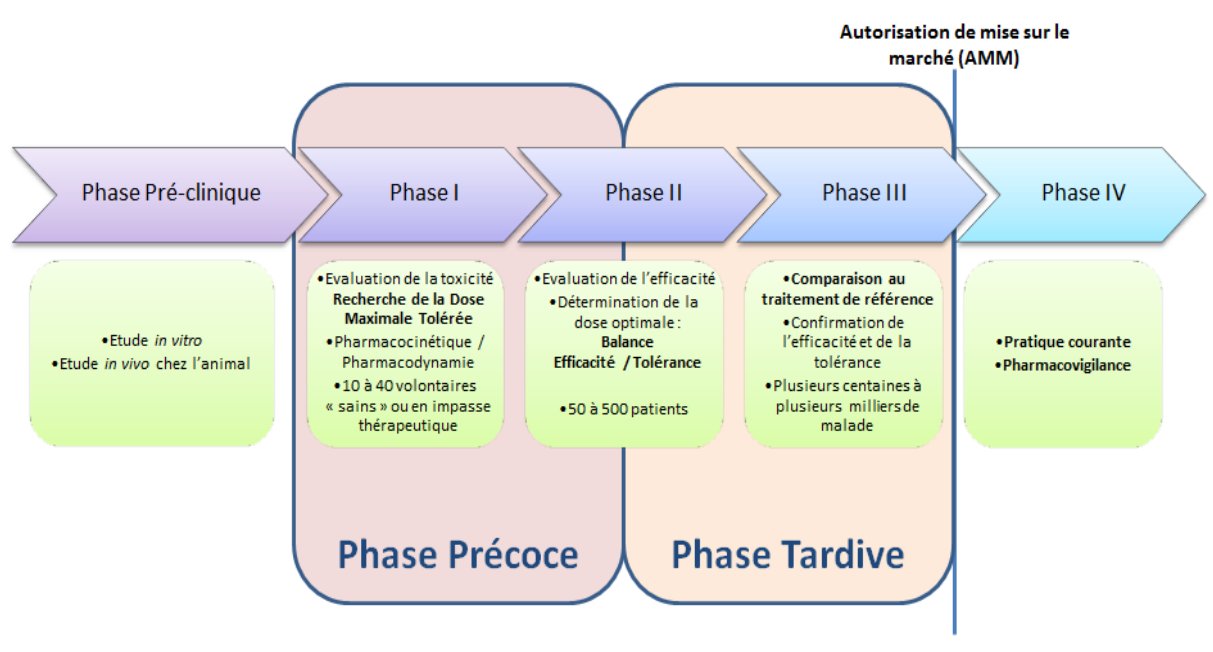 Autorisation de mise sur le
marché (AMM)
Phase Pré-clinique
Phase I
Phase II
Phase III
Phase IV
•Etude in vitro
•Etude in vivo chez l'animal
•Evaluation de la toxicité
Recherche de la Dose
Maximale Tolérée
•Pharmacocinétique /
Pharmacodynamie
•10 à 40 volontaires
« sains » ou en impasse
thérapeutique
•Evaluation de l'efficacité
•Détermination de la
dose optimale :
Balance
Efficacité / Tolérance
•50 à 500 patients
•Comparaison au
traitement de référence
•Confirmation de
l'efficacité et de la
tolérance
•Plusieurs centaines à
plusieurs milliers de
malade
•Pratique courante
•Pharmacovigilance
Phase Précoce
Phase Tardive